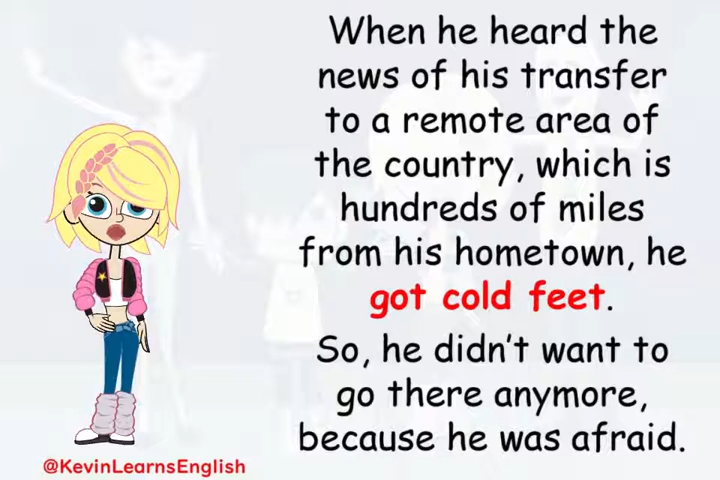 When he heard the
news of his transfer
to a remote area of
the country, which is
hundreds of miles
from his hometown, he
got cold feet.
So, he didn't want to
go there anymore,
because he was afraid.
@KevinLearnsEnglish